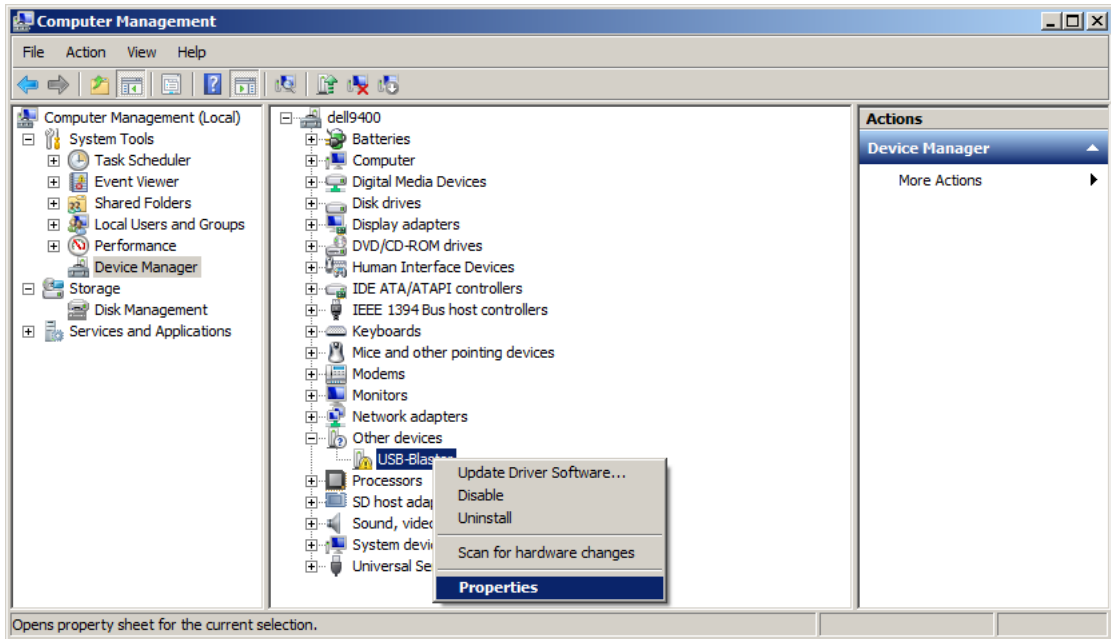 Computer Management
File Action View Help
Computer Management (Local)
System Tools
Task Scheduler
Event Viewer
Shared Folders
Local Users and Groups
Performance
Device Manager
Storage
Disk Management
Services and Applications
dell9400
Batteries
Computer
Digital Media Devices
Disk drives
Display adapters
DVD/CD-ROM drives
Human Interface Devices
IDE ATA/ATAPI controllers
IEEE 1394 Bus host controllers
Keyboards
Mice and other pointing devices
Modems
Monitors
Network adapters
Other devices
USB-Blaster
Processors
SD host adap
Sound, video
System devi
Universal Se
Update Driver Software...
Disable
Uninstall
Scan for hardware changes
Properties
Actions
Device Manager
More Actions
Opens property sheet for the current selection.